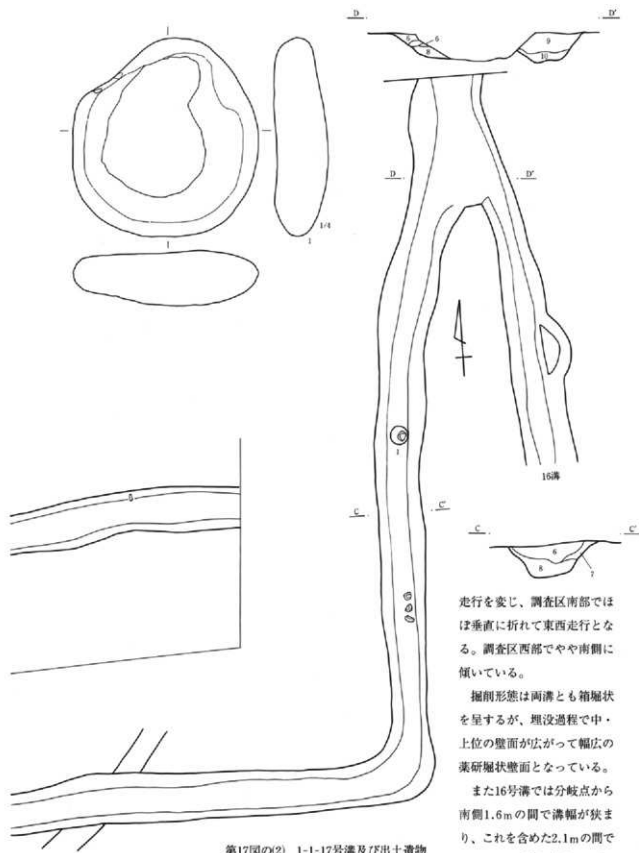 D
D'
6
6
8
9
10
1/4
1
D
D'
1
16溝
C
C'
C
C'
6
7
8
走行を変じ、調査区南部でほ
ぼ垂直に折れて東西走行とな
る。調査区西部でやや南側に
傾いている。
掘削形態は両溝とも箱堀状
を呈するが、埋没過程で中・
上位の壁面が広がって幅広の
薬研堀状壁面となっている。
また16号溝では分岐点から
南側1.6mの間で溝幅が狭ま
り、これを含めた2.1mの間で
第17図の(2) 1-1-17号溝及び出土遺物